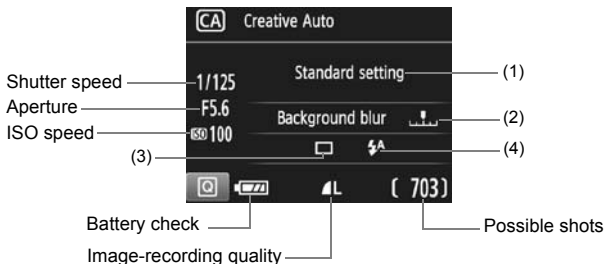 CA Creative Auto
Shutter speed 1/125 Standard setting (1)
Aperture F5.6 Background blur (2)
ISO speed ISO 100
(3) A (4)
Q L [ 703]
Battery check Possible shots
Image-recording quality